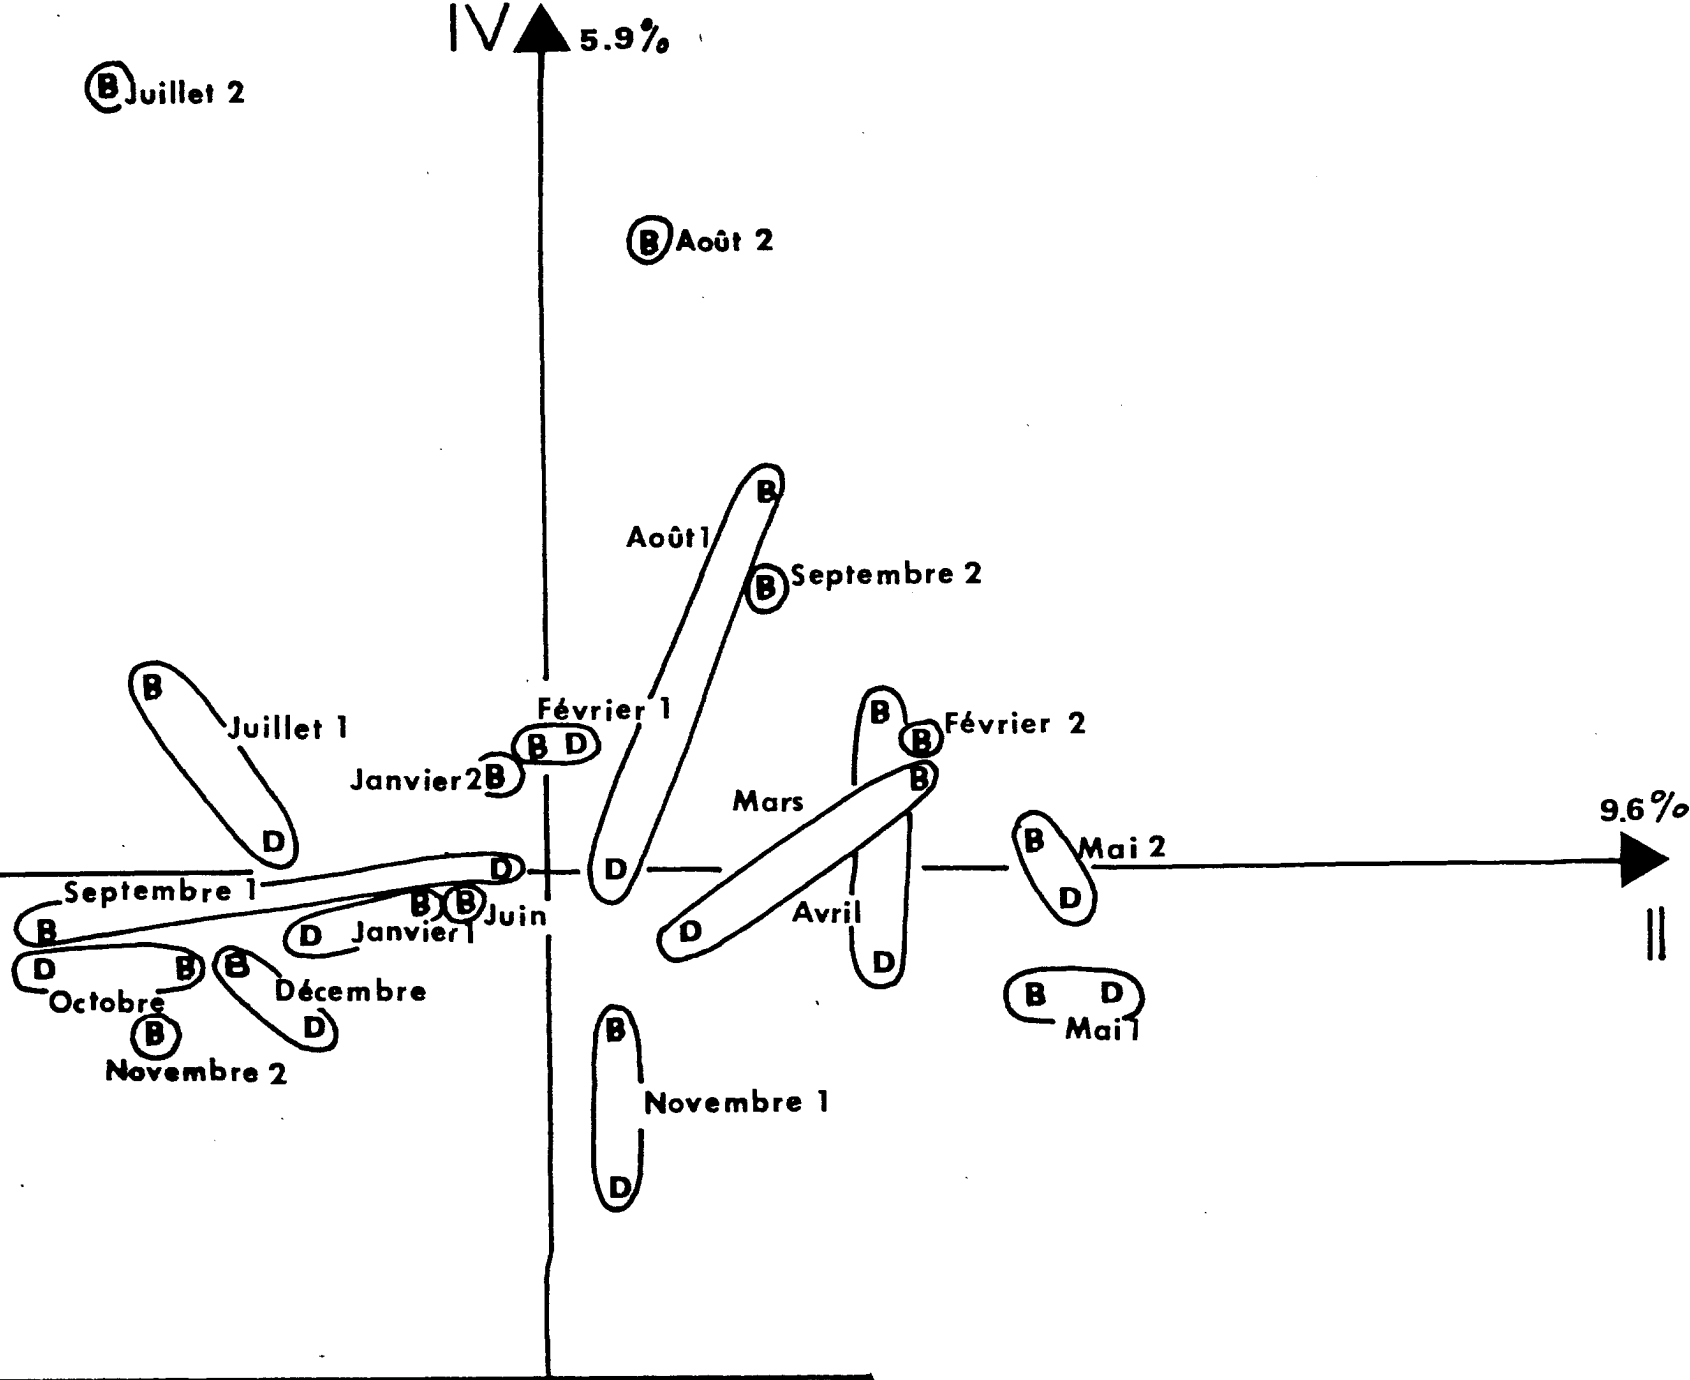 IV 5.9%
B Juillet 2
B Août 2
B
Août 1
B Septembre 2
B
Juillet 1
Février 1
B D
B
B Février 2
Janvier 2 B
B
Mars
9.6%
D
B
Mai 2
D
D
D
Septembre 1
B
B B Juin
D Janvier 1
D
Avril
D
II
D
B
Octobre
B
Décembre
D
D
B D
Mai 1
B
Novembre 2
B
Novembre 1
D